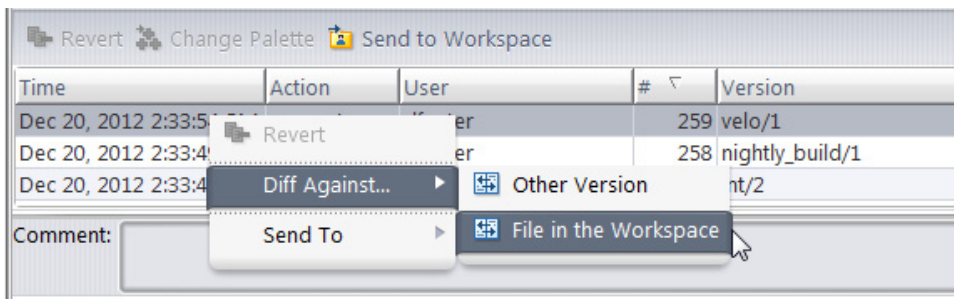 Revert Change Palette Send to Workspace
Time Action User # Version
Dec 20, 2012 2:33:54 er 259 velo/1
Revert
Dec 20, 2012 2:33:49 er 258 nightly_build/1
Dec 20, 2012 2:33:4 Diff Against... Other Version nt/2
Comment: Send To File in the Workspace